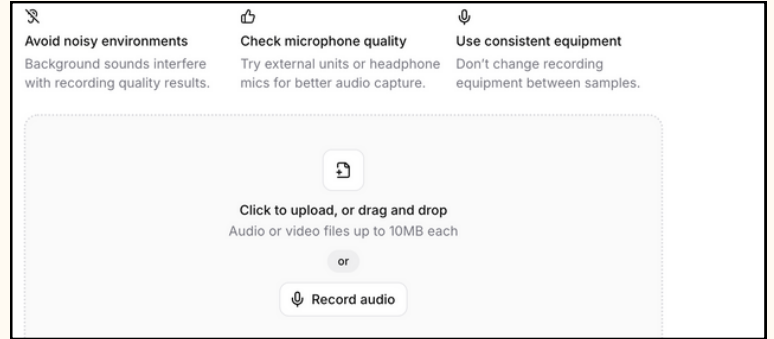 Avoid noisy environments
Background sounds interfere
with recording quality results.
Check microphone quality
Try external units or headphone
mics for better audio capture.
Use consistent equipment
Don't change recording
equipment between samples.
Click to upload, or drag and drop
Audio or video files up to 10MB each
or
Record audio